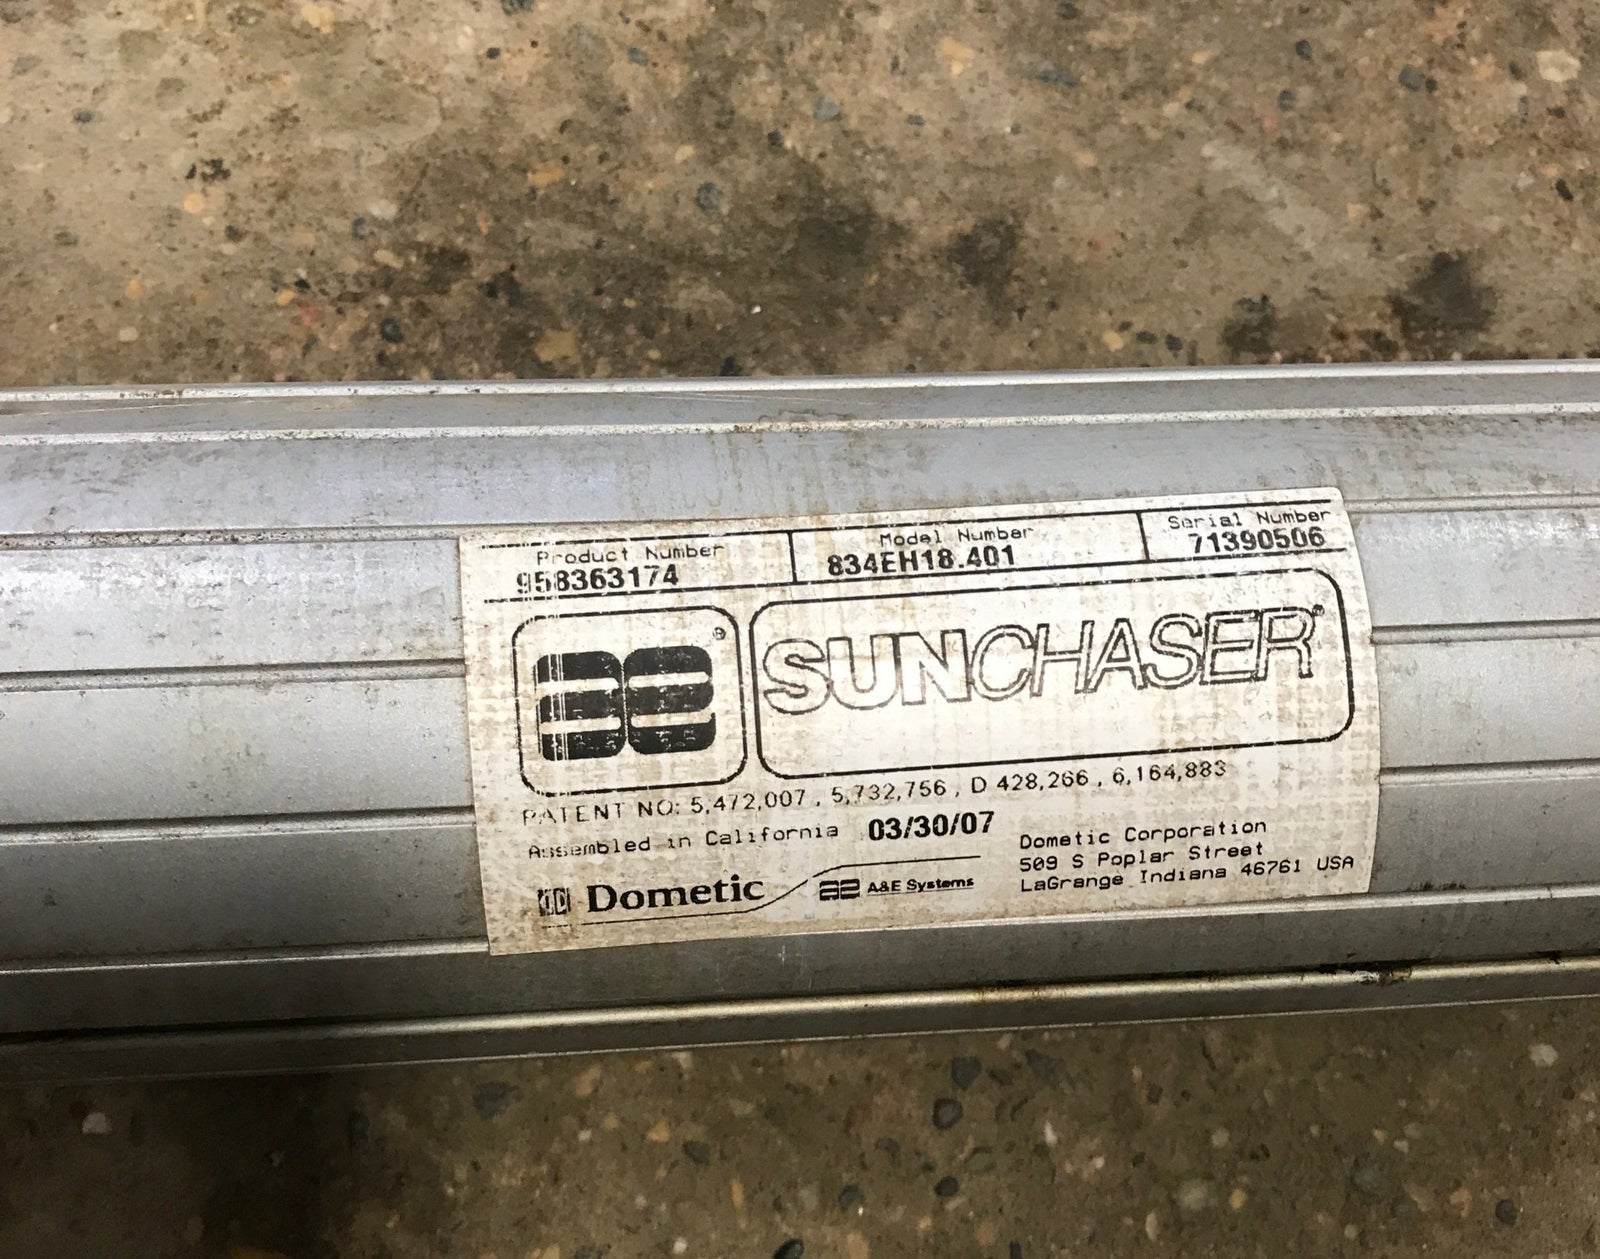 Product Number Model Number Serial Number
958363174 834EH18.401 71390506
AE® SUNCHASER®
PATENT NO: 5,472,007 , 5,732,756 , D 428,266 , 6,164,883
Assembled in California 03/30/07
Dometic Corporation
509 S Poplar Street
LaGrange Indiana 46761 USA
Dometic AE A&E Systems